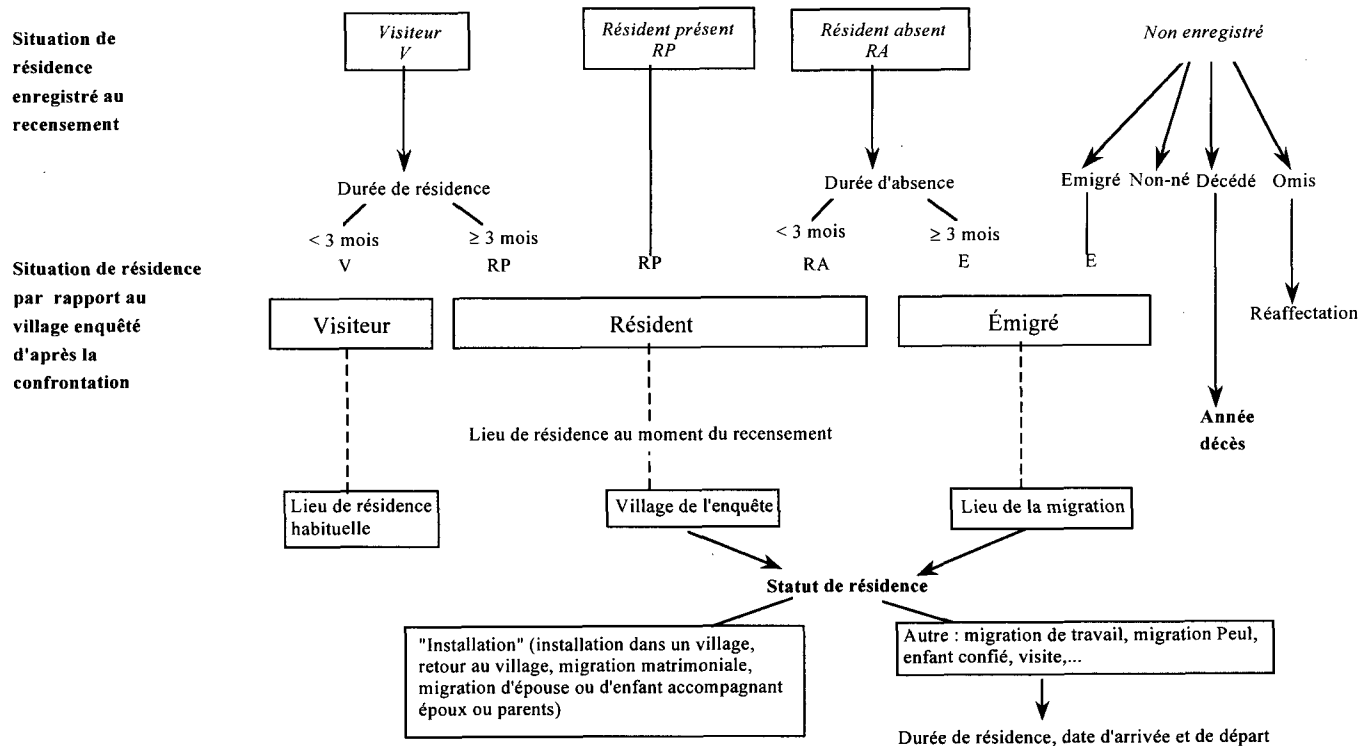 Situation de
résidence
enregistré au
recensement
Visiteur
V
Résident présent
RP
Résident absent
RA
Non enregistré
Durée de résidence
Durée d'absence
Emigré
Non-né
Décédé
Omis
< 3 mois
≥ 3 mois
< 3 mois
≥ 3 mois
V
RP
RP
RA
E
E
Situation de résidence
par rapport au
village enquêté
d'après la
confrontation
Visiteur
Résident
Émigré
Réaffectation
Année
décès
Lieu de résidence au moment du recensement
Lieu de résidence
habituelle
Village de l'enquête
Lieu de la migration
Statut de résidence
"Installation" (installation dans un village,
retour au village, migration matrimoniale,
migration d'épouse ou d'enfant accompagnant
époux ou parents)
Autre : migration de travail, migration Peul,
enfant confié, visite,...
Durée de résidence, date d'arrivée et de départ